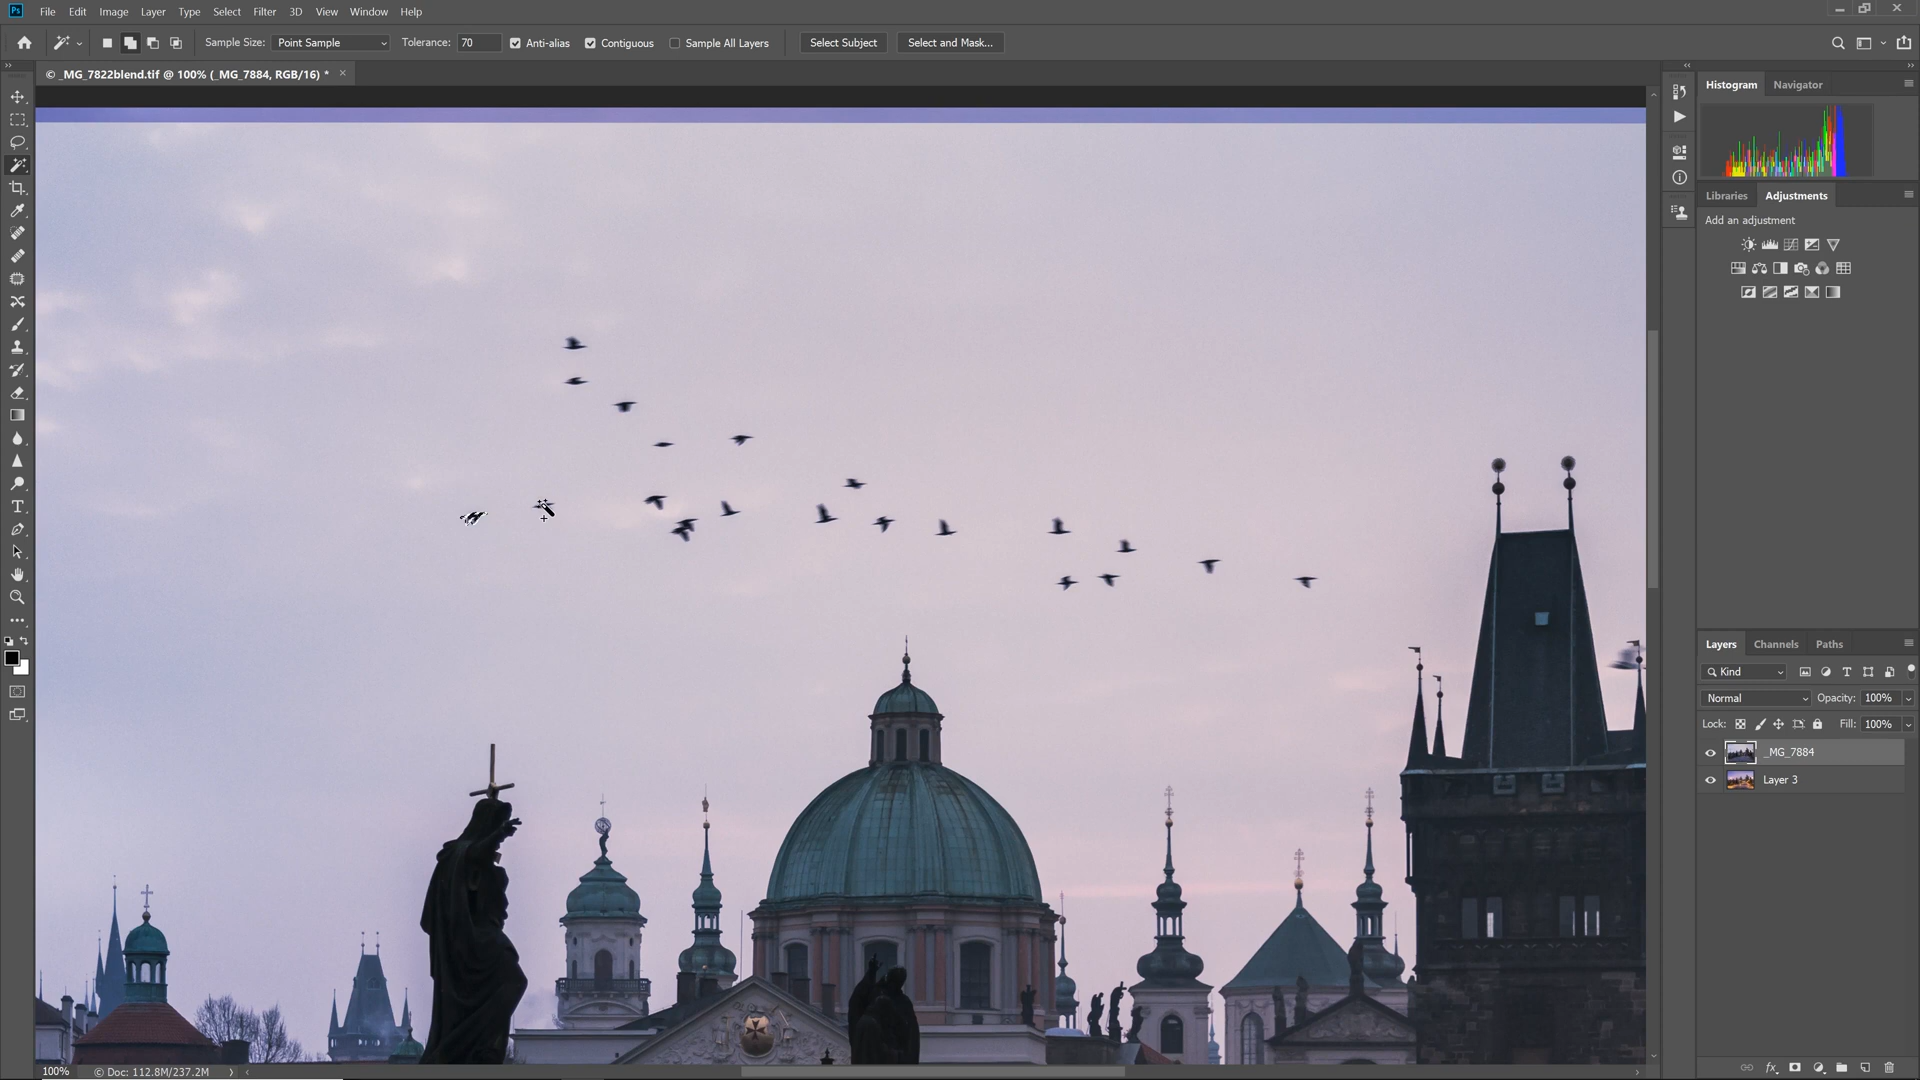 Ps File Edit Image Layer Type Select Filter 3D View Window Help
Sample Size: Point Sample Tolerance: 70 Anti-alias Contiguous Sample All Layers Select Subject Select and Mask...
© _MG_7822blend.tif @ 100% (_MG_7884, RGB/16) * ×
Histogram Navigator
Libraries Adjustments
Add an adjustment
Layers Channels Paths
Kind
Normal Opacity: 100%
Lock: Fill: 100%
_MG_7884
Layer 3
fx
100% © Doc: 112.8M/237.2M